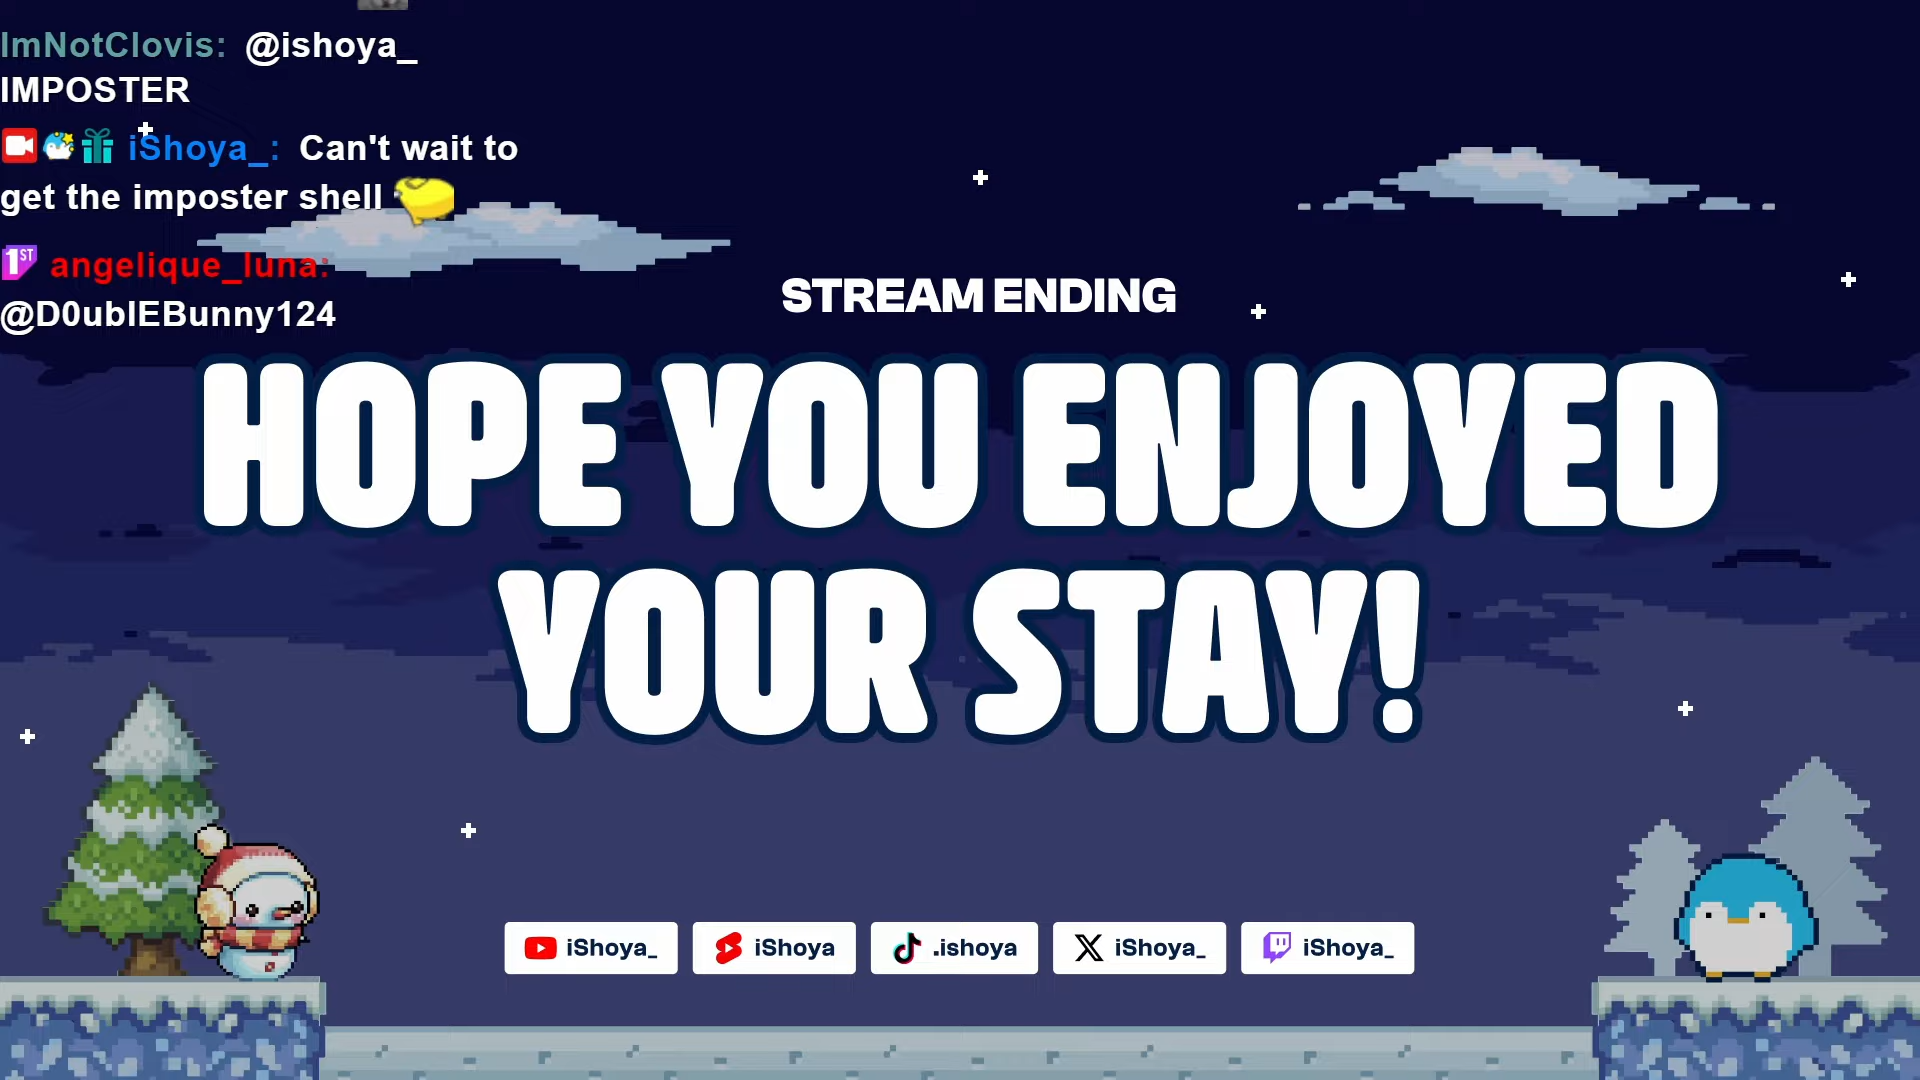 ImNotClovis: @ishoya_
IMPOSTER
iShoya_: Can't wait to
get the imposter shell
1ST angelique_luna:
@D0ublEBunny124
STREAM ENDING
HOPE YOU ENJOYED
YOUR STAY!
iShoya_ iShoya .ishoya iShoya_ iShoya_